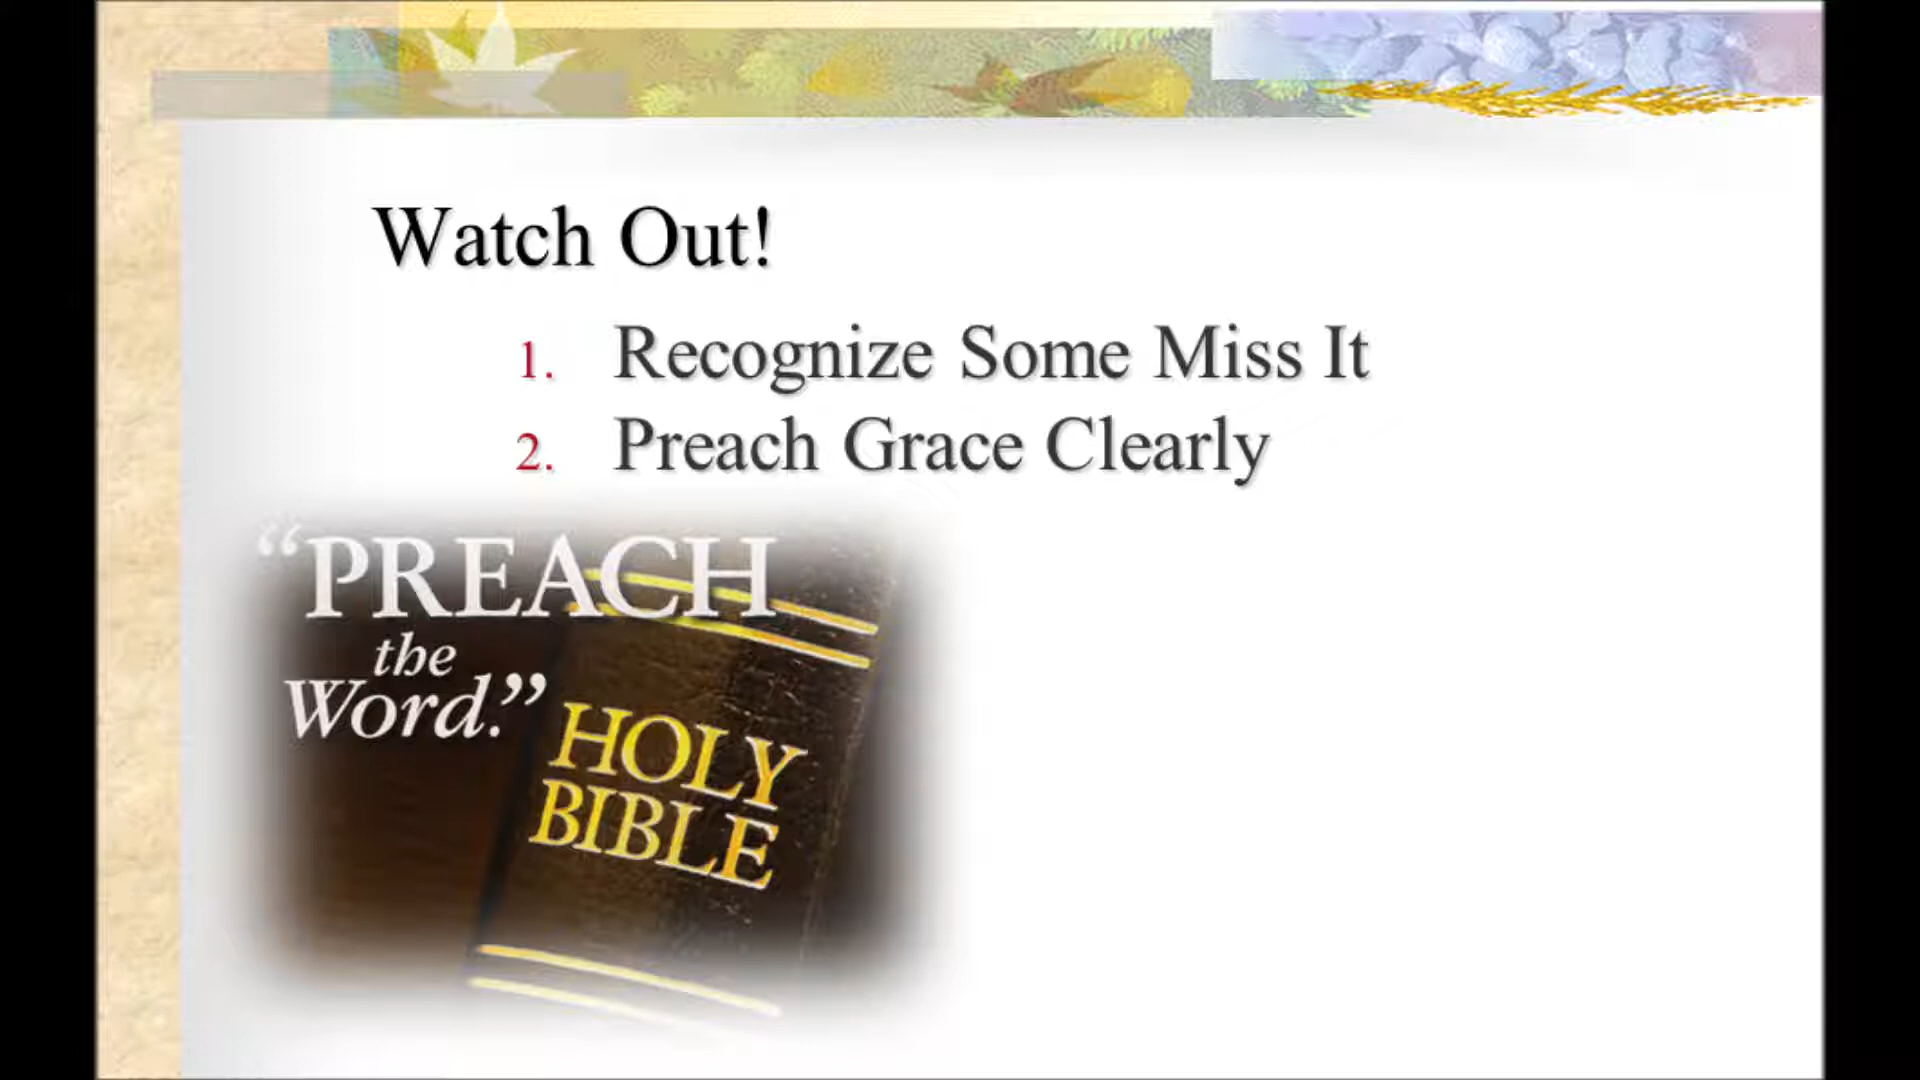 Watch Out!
1. Recognize Some Miss It
2. Preach Grace Clearly
“PREACH
the
Word.”
HOLY
BIBLE